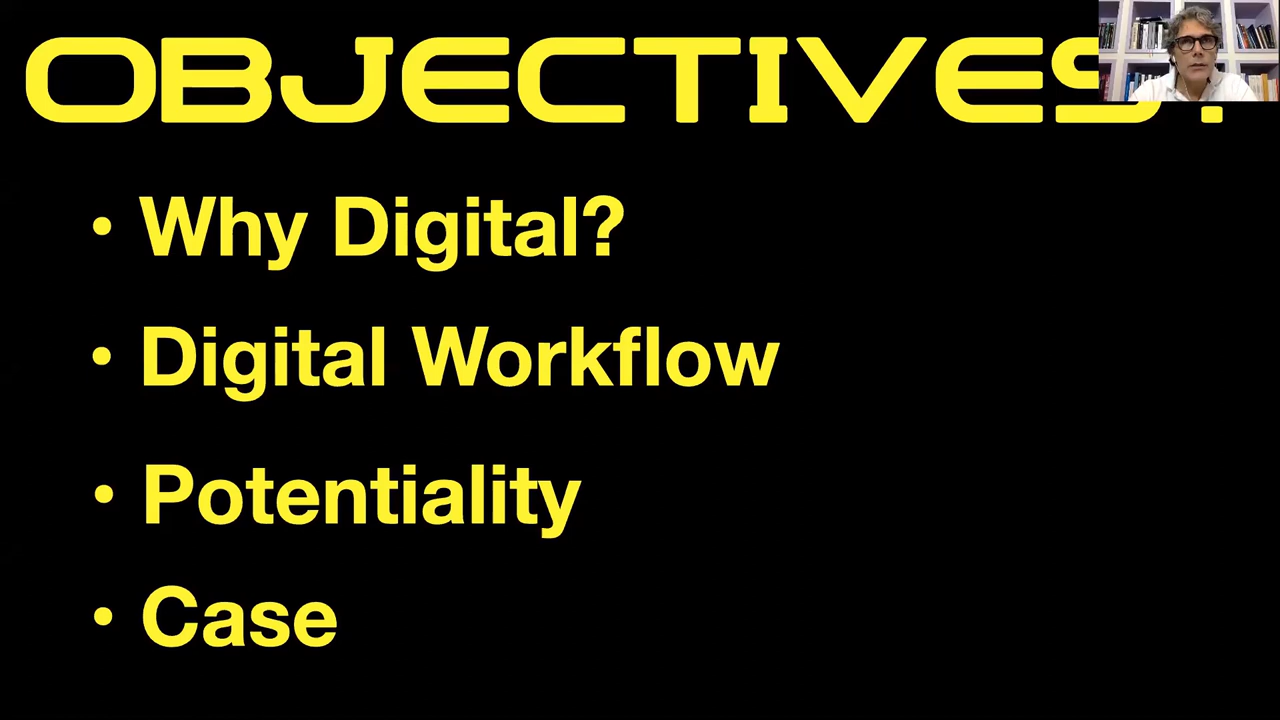 OBJECTIVES?
• Why Digital?
• Digital Workflow
• Potentiality
• Case